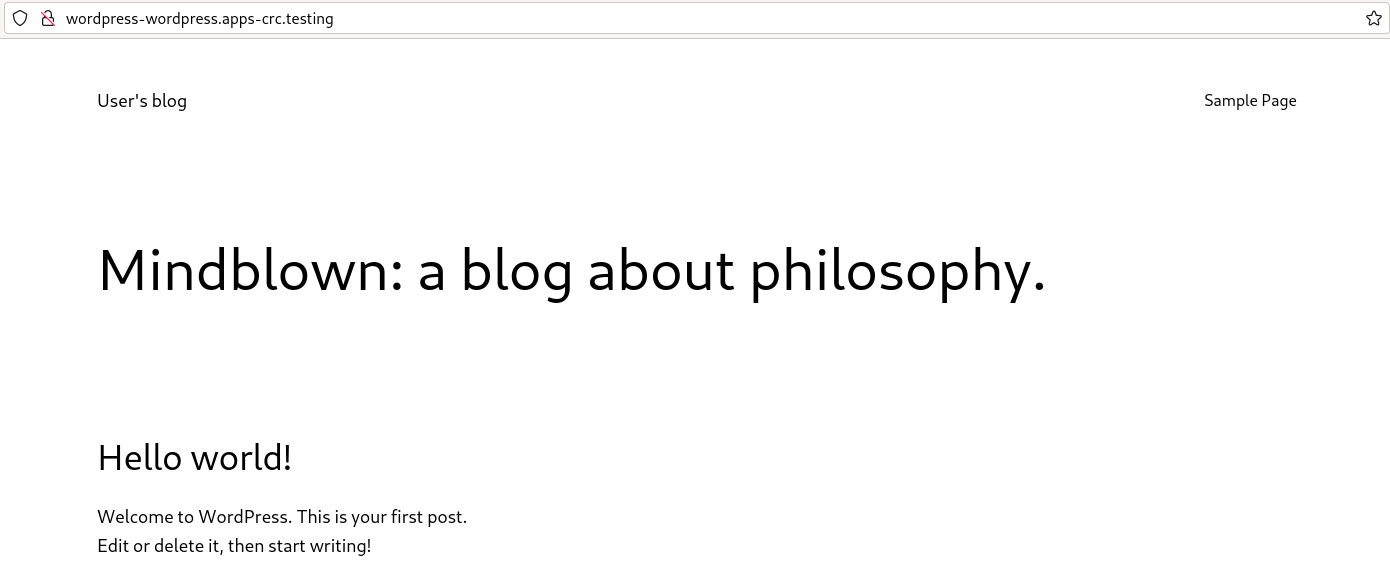 wordpress-wordpress.apps-crc.testing
User's blog
Sample Page
Mindblown: a blog about philosophy.
Hello world!
Welcome to WordPress. This is your first post.
Edit or delete it, then start writing!